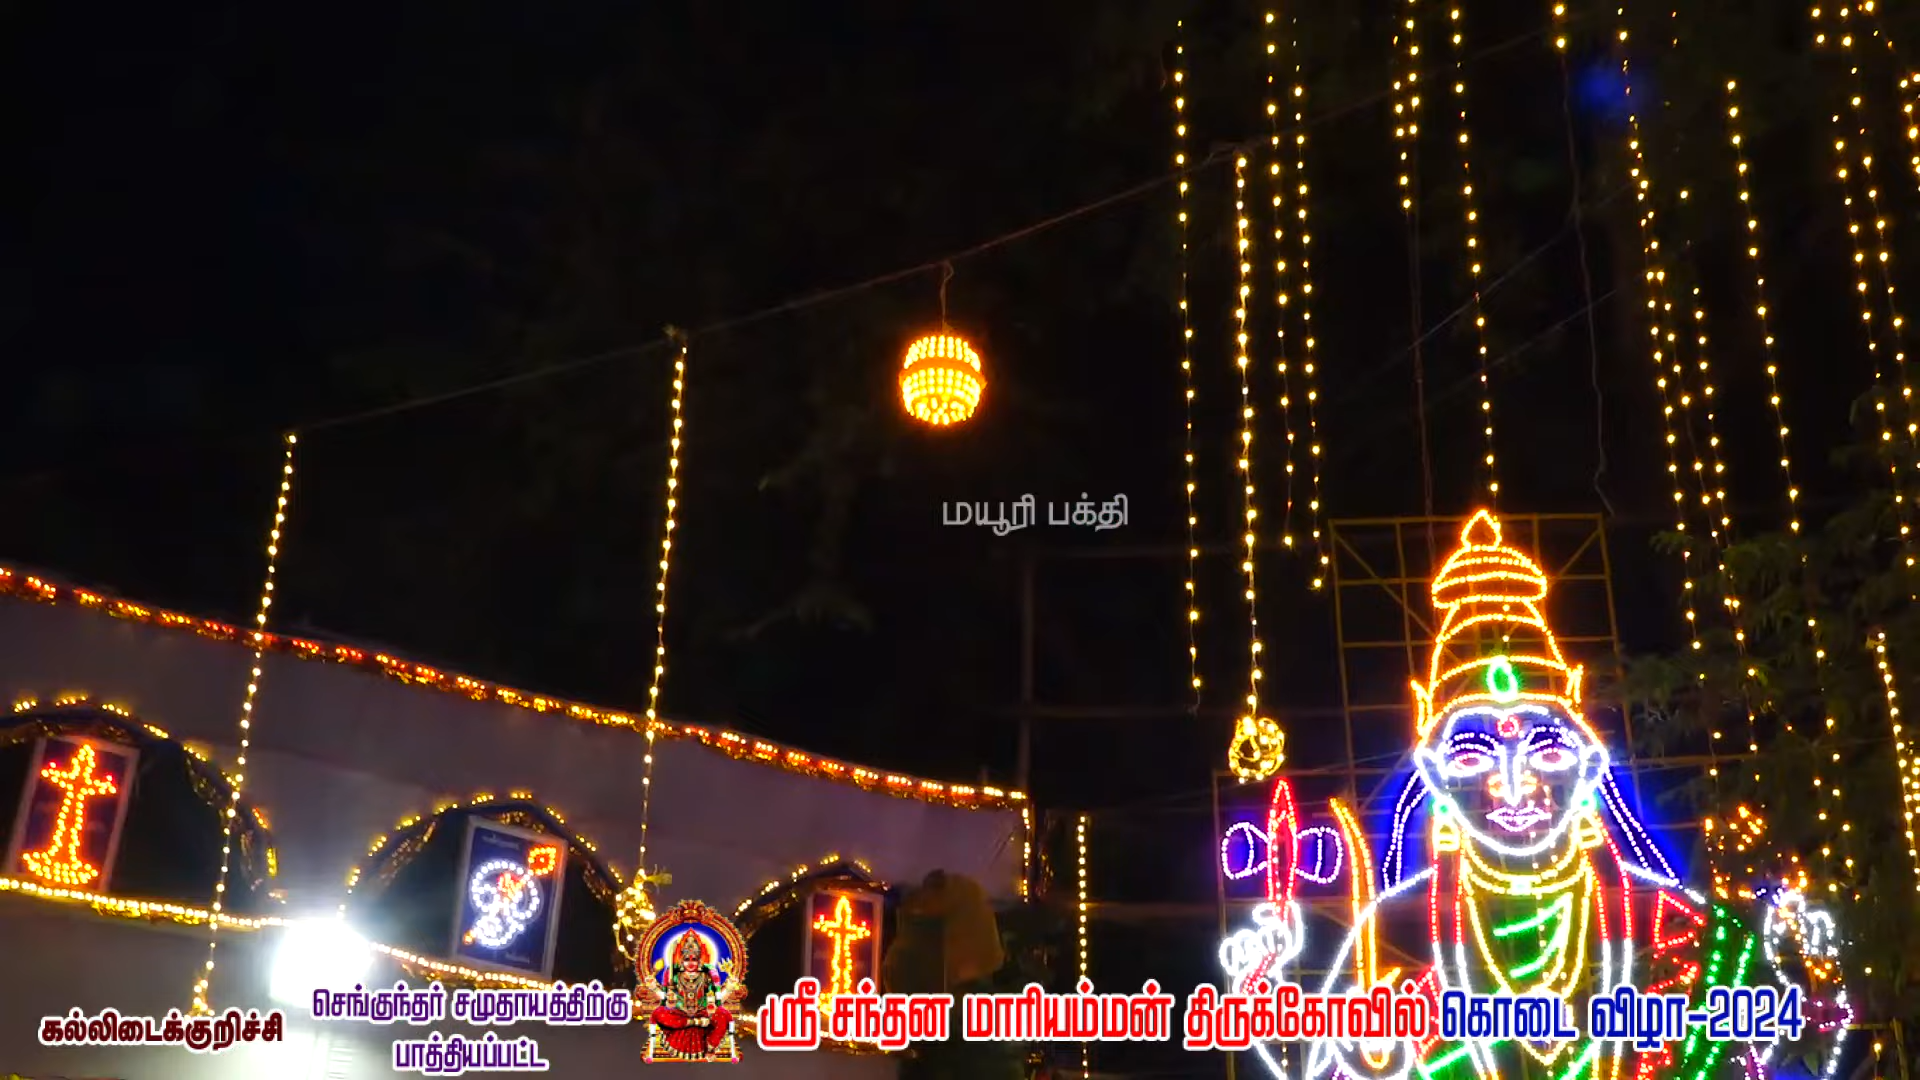 மயூரி பக்தி
கல்லிடைக்குறிச்சி
செங்குந்தர் சமுதாயத்திற்கு
பாத்தியப்பட்ட
ஸ்ரீ சந்தன மாரியம்மன் திருக்கோவில் கொடை விழா-2024